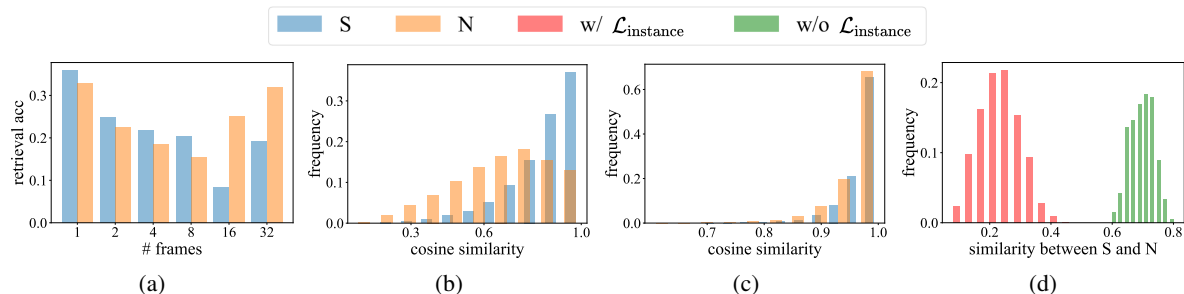 S N w/ ℒ_instance w/o ℒ_instance
retrieval acc
0.3
0.2
0.1
0.0
1 2 4 8 16 32
# frames
(a)
frequency
0.3
0.2
0.1
0.0
0.3 0.6 1.0
cosine similarity
(b)
frequency
0.6
0.4
0.2
0.0
0.7 0.8 0.9 1.0
cosine similarity
(c)
frequency
0.2
0.1
0.0
0.2 0.4 0.6 0.8
similarity between S and N
(d)